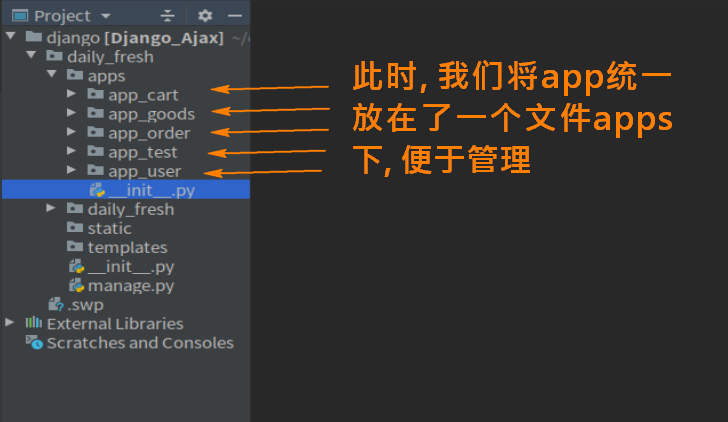 Project
django [Django_Ajax] ~/
daily_fresh
apps
app_cart
app_goods
app_order
app_test
app_user
__init__.py
daily_fresh
static
templates
__init__.py
manage.py
.swp
External Libraries
Scratches and Consoles
此时, 我们将app统一
放在了一个文件apps
下, 便于管理